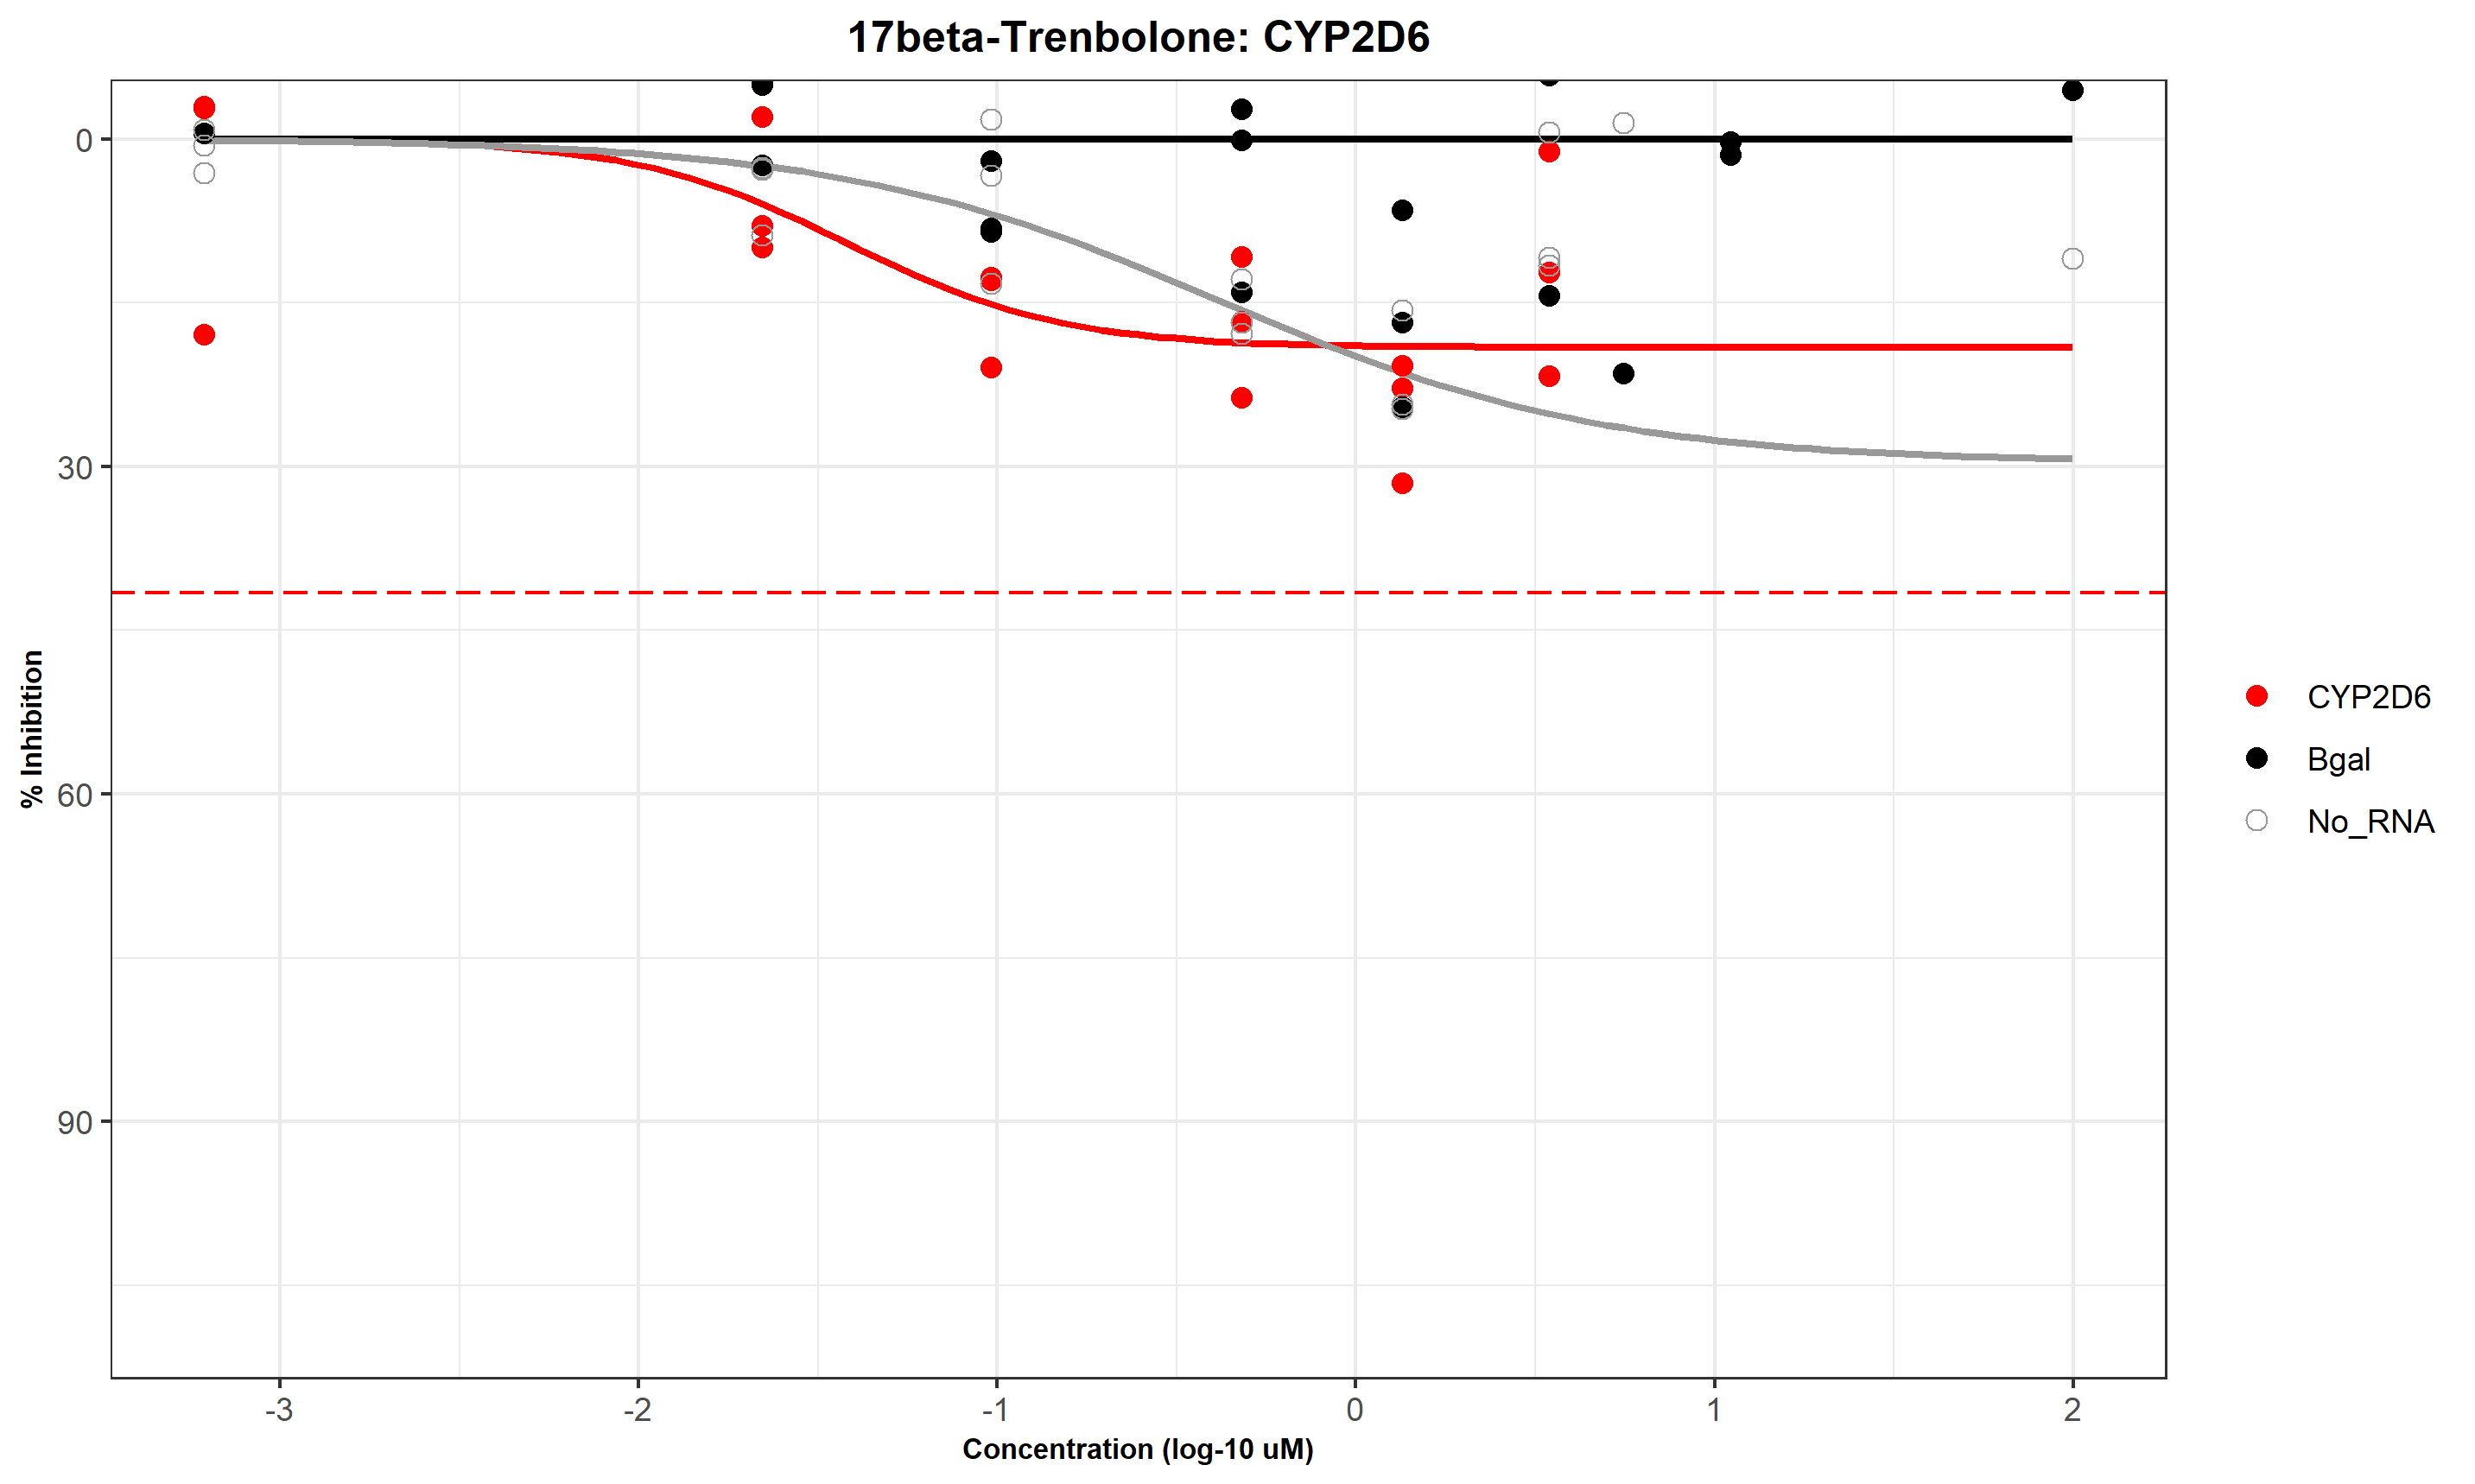 17beta-Trenbolone: CYP2D6
% Inhibition
0
30
60
90
-3
-2
-1
0
1
2
Concentration (log-10 uM)
CYP2D6
Bgal
No_RNA